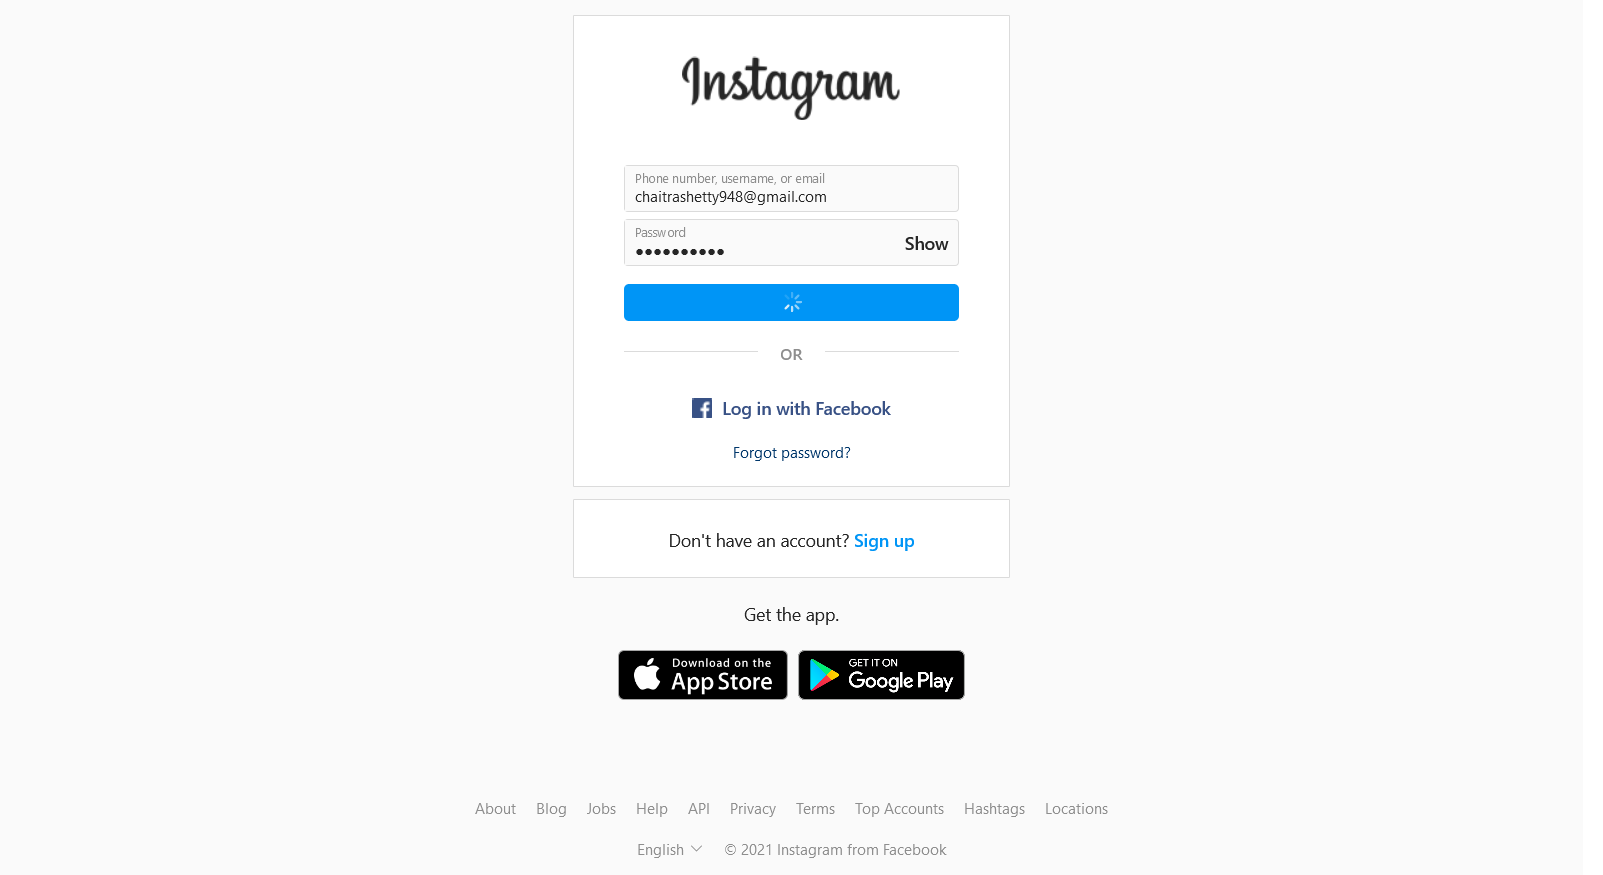 Instagram
Phone number, username, or email
chaitrashetty948@gmail.com
Password
●●●●●●●●●●
Show
OR
Log in with Facebook
Forgot password?
Don't have an account? Sign up
Get the app.
Download on the
App Store
GET IT ON
Google Play
About Blog Jobs Help API Privacy Terms Top Accounts Hashtags Locations
English © 2021 Instagram from Facebook